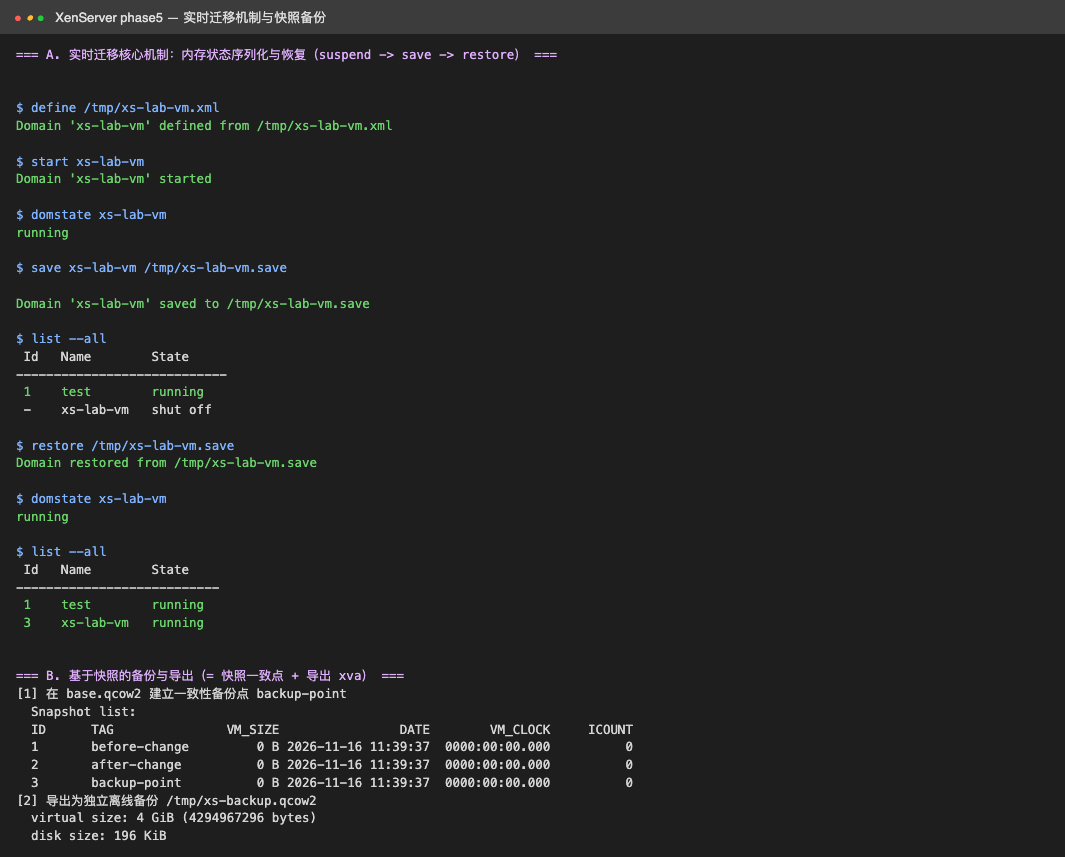 XenServer phase5 — 实时迁移机制与快照备份
=== A. 实时迁移核心机制: 内存状态序列化与恢复 (suspend -> save -> restore) ===
$ define /tmp/xs-lab-vm.xml
Domain 'xs-lab-vm' defined from /tmp/xs-lab-vm.xml
$ start xs-lab-vm
Domain 'xs-lab-vm' started
$ domstate xs-lab-vm
running
$ save xs-lab-vm /tmp/xs-lab-vm.save
Domain 'xs-lab-vm' saved to /tmp/xs-lab-vm.save
$ list --all
Id   Name        State
----------------------------
1    test        running
-    xs-lab-vm   shut off
$ restore /tmp/xs-lab-vm.save
Domain restored from /tmp/xs-lab-vm.save
$ domstate xs-lab-vm
running
$ list --all
Id   Name        State
---------------------------
1    test        running
3    xs-lab-vm   running
=== B. 基于快照的备份与导出 (= 快照一致点 + 导出 xva) ===
[1] 在 base.qcow2 建立一致性备份点 backup-point
Snapshot list:
ID      TAG               VM_SIZE                DATE        VM_CLOCK     ICOUNT
1       before-change         0 B 2026-11-16 11:39:37  0000:00:00.000          0
2       after-change          0 B 2026-11-16 11:39:37  0000:00:00.000          0
3       backup-point          0 B 2026-11-16 11:39:37  0000:00:00.000          0
[2] 导出为独立离线备份 /tmp/xs-backup.qcow2
virtual size: 4 GiB (4294967296 bytes)
disk size: 196 KiB